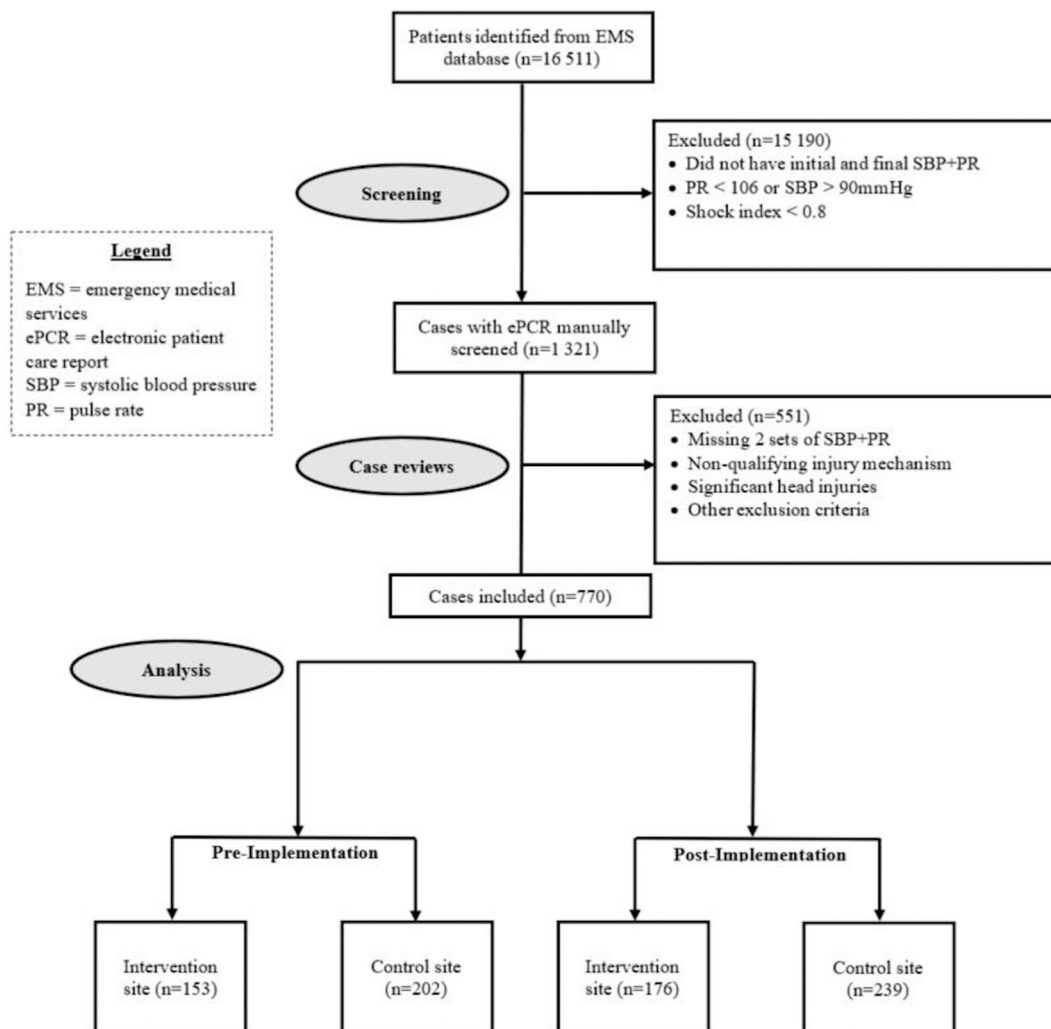 Patients identified from EMS
database (n=16 511)
Excluded (n=15 190)
• Did not have initial and final SBP+PR
• PR < 106 or SBP > 90mmHg
• Shock index < 0.8
Screening
Legend
EMS = emergency medical
services
ePCR = electronic patient
care report
SBP = systolic blood pressure
PR = pulse rate
Cases with ePCR manually
screened (n=1 321)
Excluded (n=551)
• Missing 2 sets of SBP+PR
• Non-qualifying injury mechanism
• Significant head injuries
• Other exclusion criteria
Case reviews
Cases included (n=770)
Analysis
Pre-Implementation
Post-Implementation
Intervention
site (n=153)
Control site
(n=202)
Intervention
site (n=176)
Control site
(n=239)